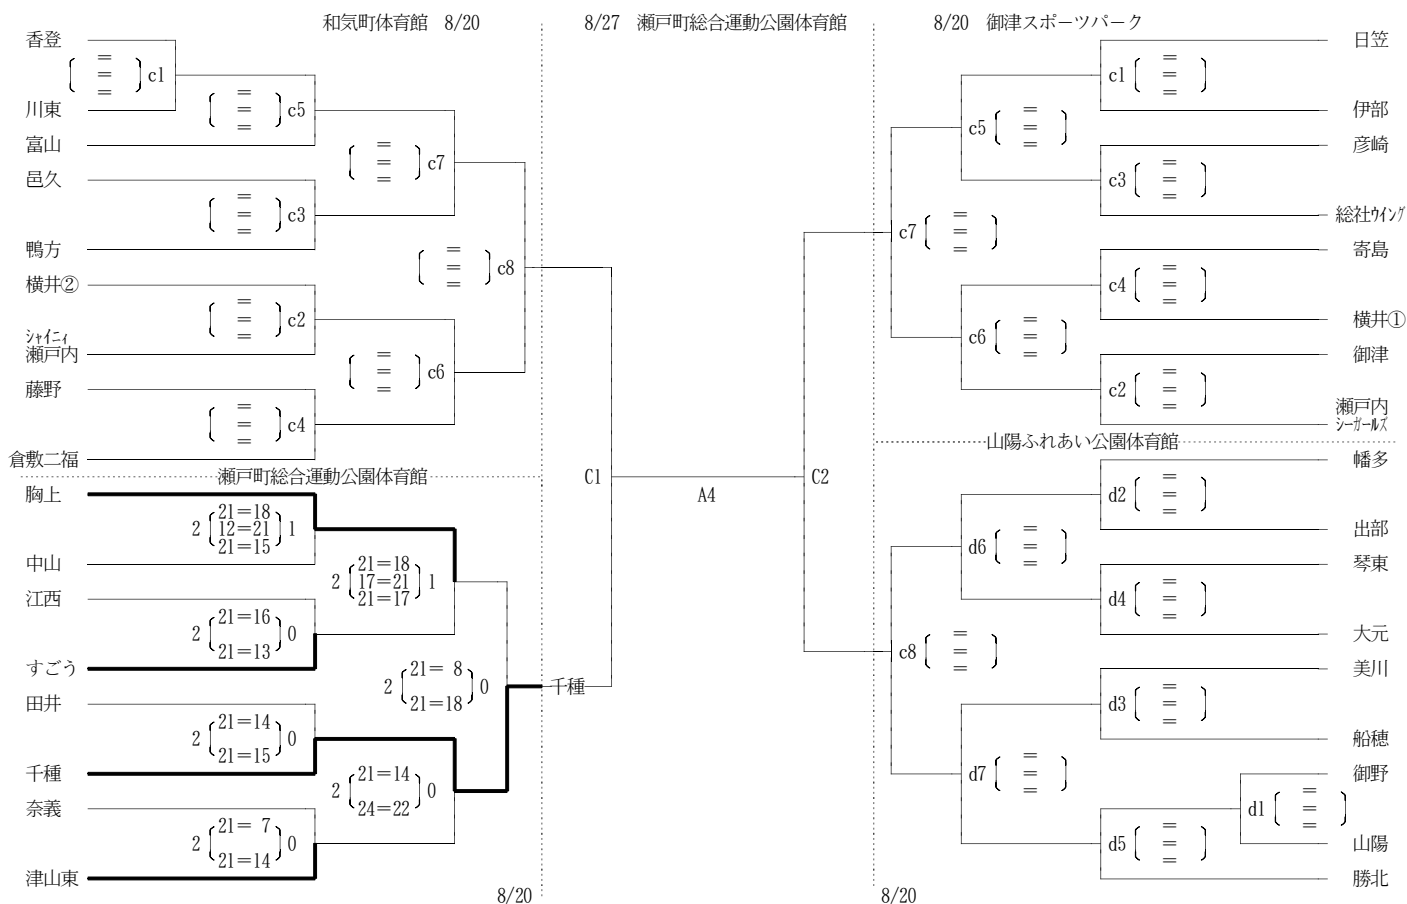 和気町体育館 8/20
8/27 瀬戸町総合運動公園体育館
8/20 御津スポーツパーク
香登
= = =
c1
川東
= = =
c5
富山
= = =
c7
邑久
= = =
c3
鴨方
= = =
c8
横井②
= = =
c2
ｼｬｲﾆｨ
瀬戸内
= = =
c6
藤野
= = =
c4
倉敷二福
瀬戸町総合運動公園体育館
胸上
21=18
2 12=21 1
21=15
中山
21=18
2 17=21 1
21=17
江西
21=16
2 0
21=13
すごう
21= 8
2 0
21=18
千種
田井
21=14
2 0
21=15
千種
21=14
2 0
24=22
奈義
21= 7
2 0
21=14
津山東
8/20
C1
A4
C2
日笠
c1
= = =
伊部
c5
= = =
彦崎
c3
= = =
総社ｳｲﾝｸﾞ
c7
= = =
寄島
c4
= = =
横井①
c6
= = =
御津
c2
= = =
瀬戸内
ｼｰｶﾞｰﾙｽﾞ
山陽ふれあい公園体育館
幡多
d2
= = =
出部
d6
= = =
琴東
d4
= = =
大元
c8
= = =
美川
d3
= = =
船穂
d7
= = =
御野
d1
= = =
山陽
d5
= = =
勝北
8/20